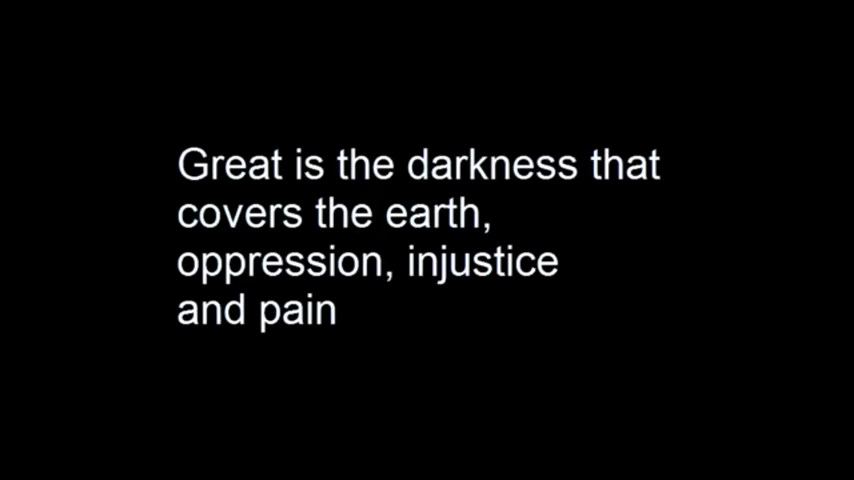 Great is the darkness that
covers the earth,
oppression, injustice
and pain